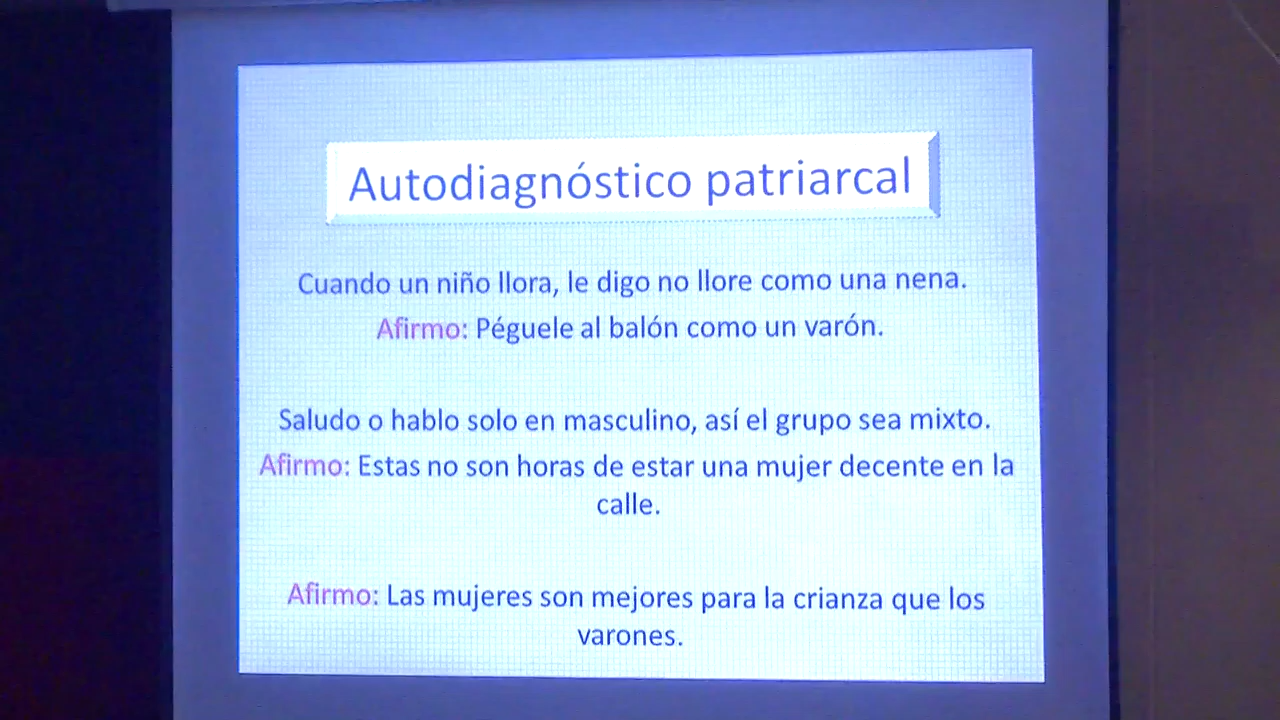 Autodiagnóstico patriarcal
Cuando un niño llora, le digo no llore como una nena.
Afirmo: Péguele al balón como un varón.
Saludo o hablo solo en masculino, así el grupo sea mixto.
Afirmo: Estas no son horas de estar una mujer decente en la
calle.
Afirmo: Las mujeres son mejores para la crianza que los
varones.